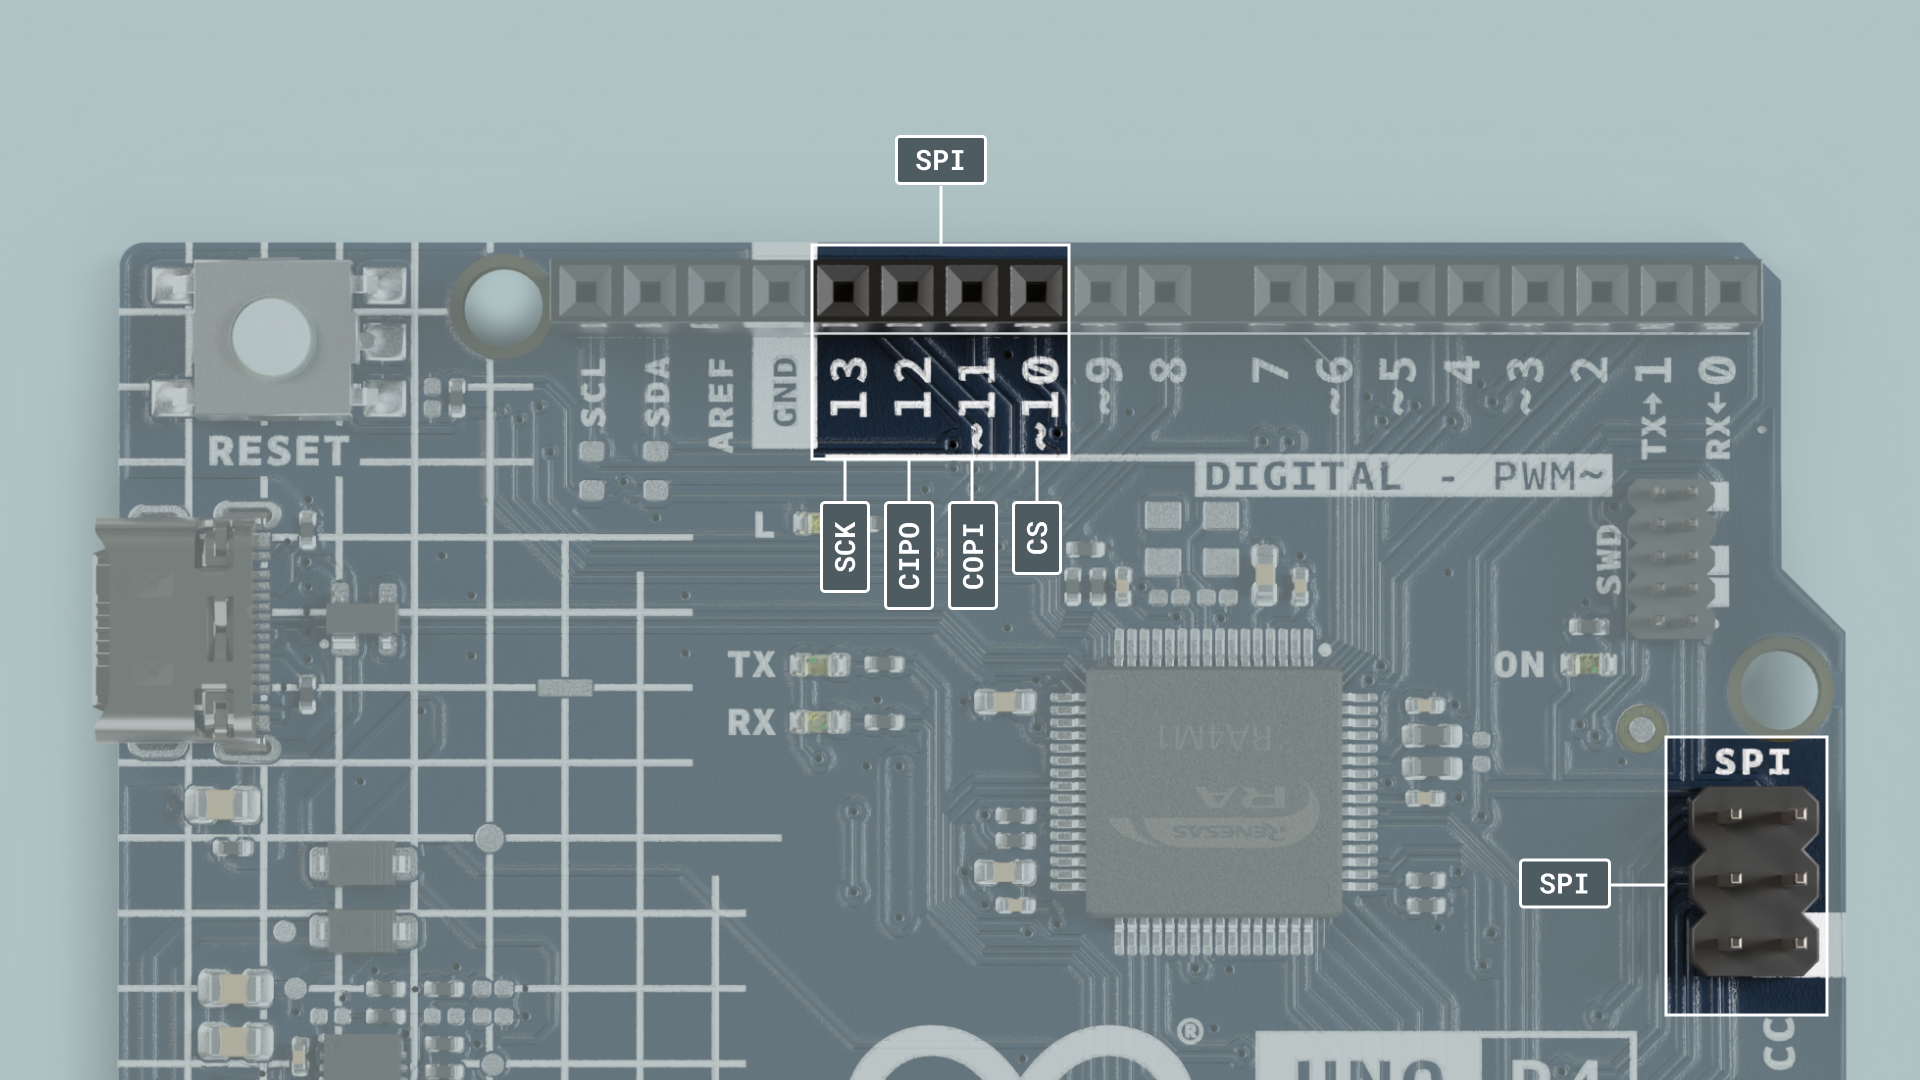 SPI
SCL
SDA
AREF
GND
13
12
~11
~10
~9
8
7
~6
~5
4
~3
2
TX→1
RX←0
RESET
DIGITAL - PWM~
L
SCK
CIPO
COPI
CS
SWD
TX
ON
RX
RA4M1
RA
RENESAS
SPI
SPI
®
UNO R4
CC